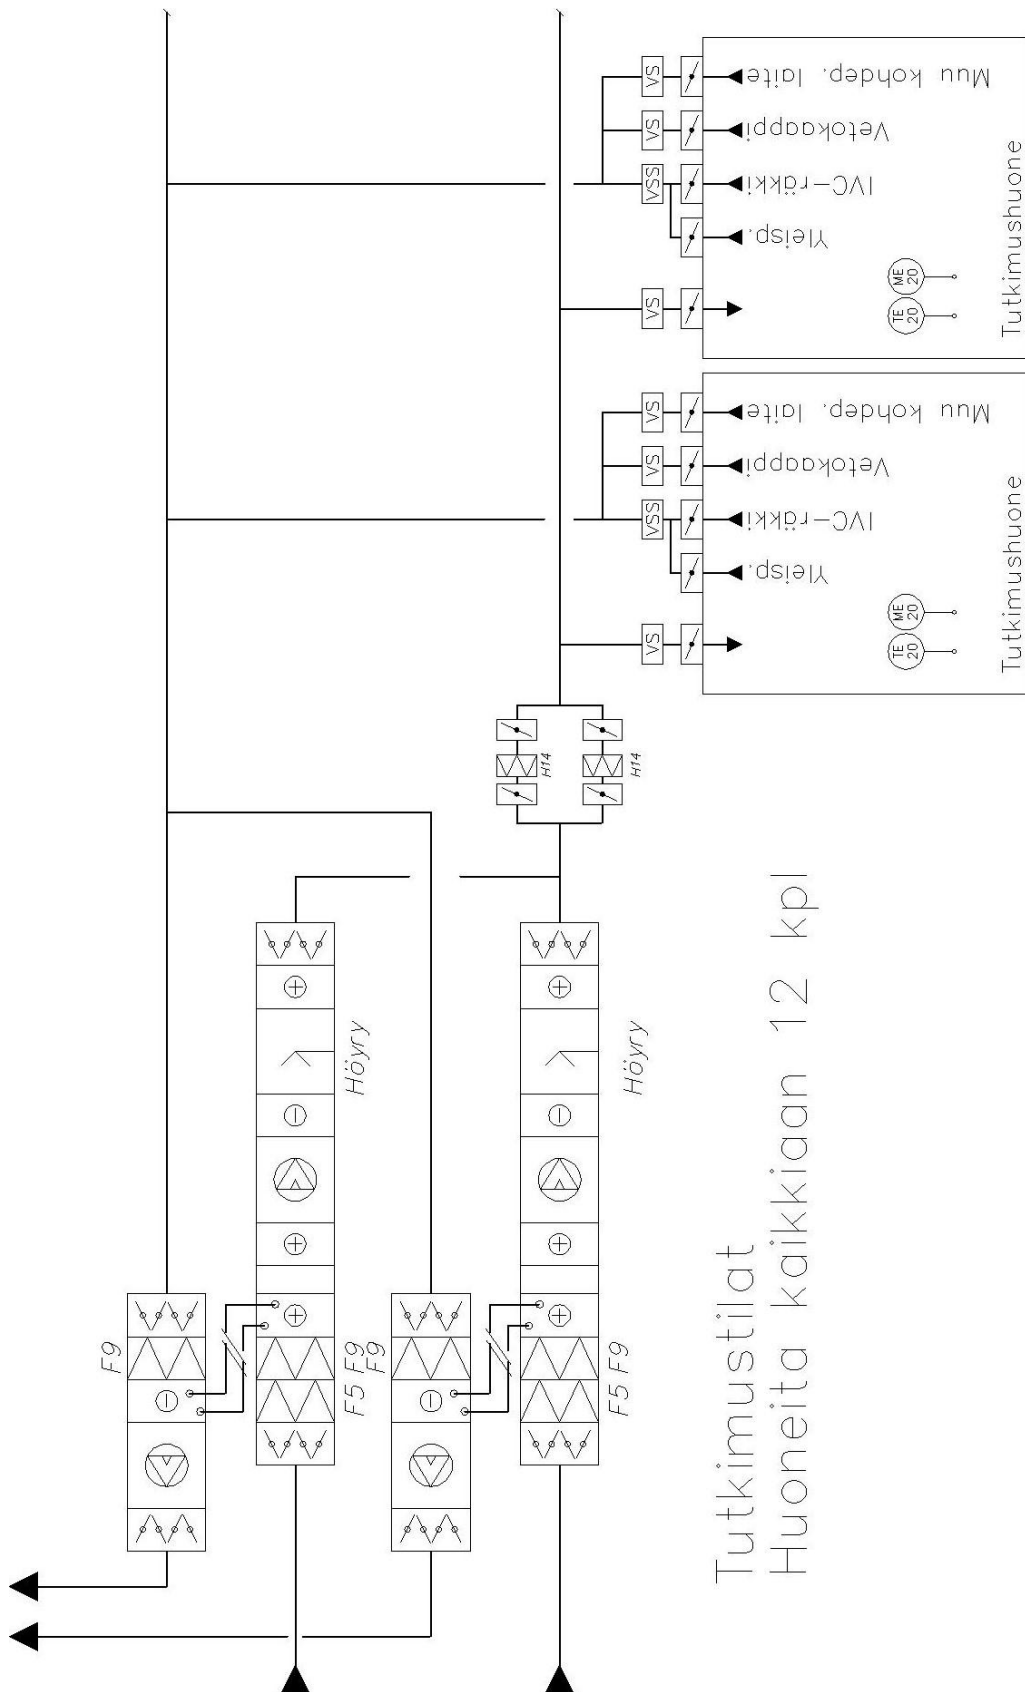 F9
F5 F9
Höyry
F9
H14
H14
F5 F9
Höyry
VS
VSS
VS
VS
Yleisp.
IVC-räkki
Vetokaappi
Muu kohdep. laite
TE
20
ME
20
Tutkimushuone
VS
VSS
VS
VS
Yleisp.
IVC-räkki
Vetokaappi
Muu kohdep. laite
TE
20
ME
20
Tutkimushuone
Tutkimustilat
Huoneita kaikkiaan 12 kpl